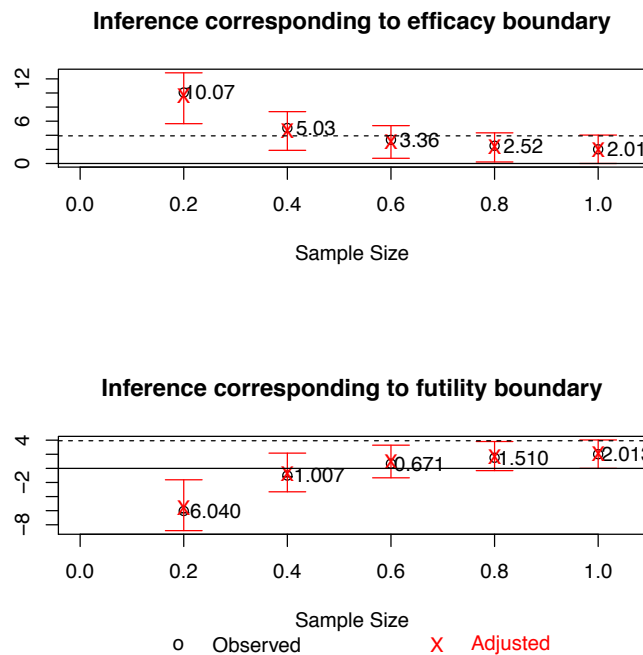 Inference corresponding to efficacy boundary
12
6
0
10.07
5.03
3.36
2.52
2.01
0.0 0.2 0.4 0.6 0.8 1.0
Sample Size
Inference corresponding to futility boundary
4
−2
−8
6.040
1.007
0.671
1.510
2.013
0.0 0.2 0.4 0.6 0.8 1.0
Sample Size
o Observed X Adjusted